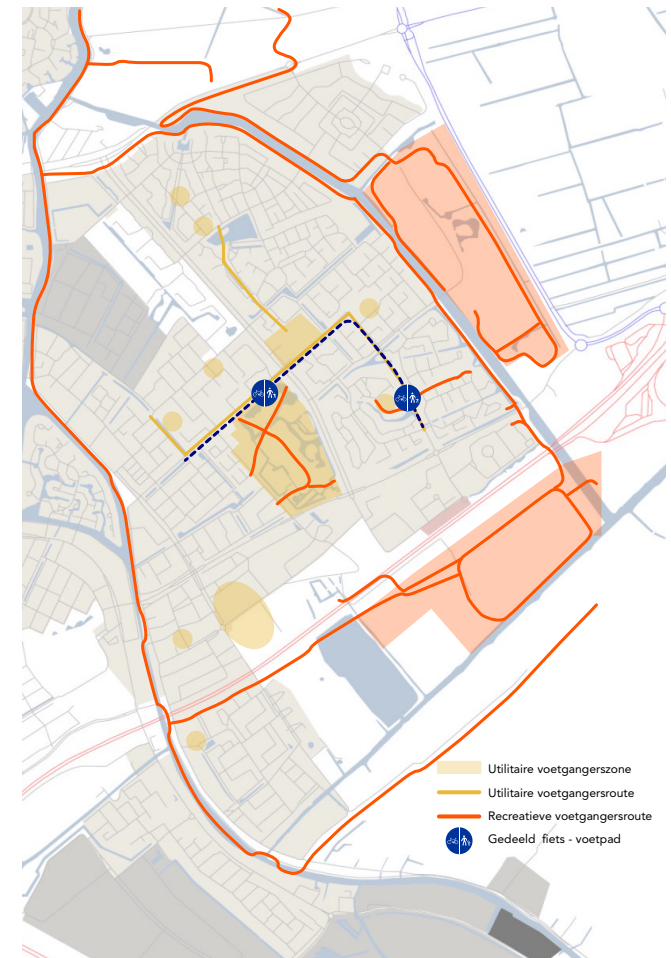 Utilitaire voetgangerszone
Utilitaire voetgangersroute
Recreatieve voetgangersroute
Gedeeld fiets - voetpad